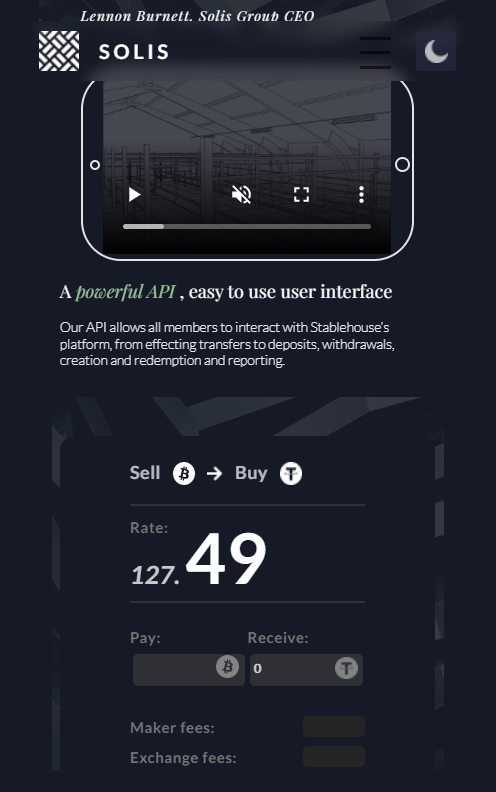 Lennon Burnett. Solis Group CEO
SOLIS
A powerful API , easy to use user interface
Our API allows all members to interact with Stablehouse's
platform, from effecting transfers to deposits, withdrawals,
creation and redemption and reporting.
Sell → Buy
Rate:
127.49
Pay: Receive:
0
Maker fees:
Exchange fees: